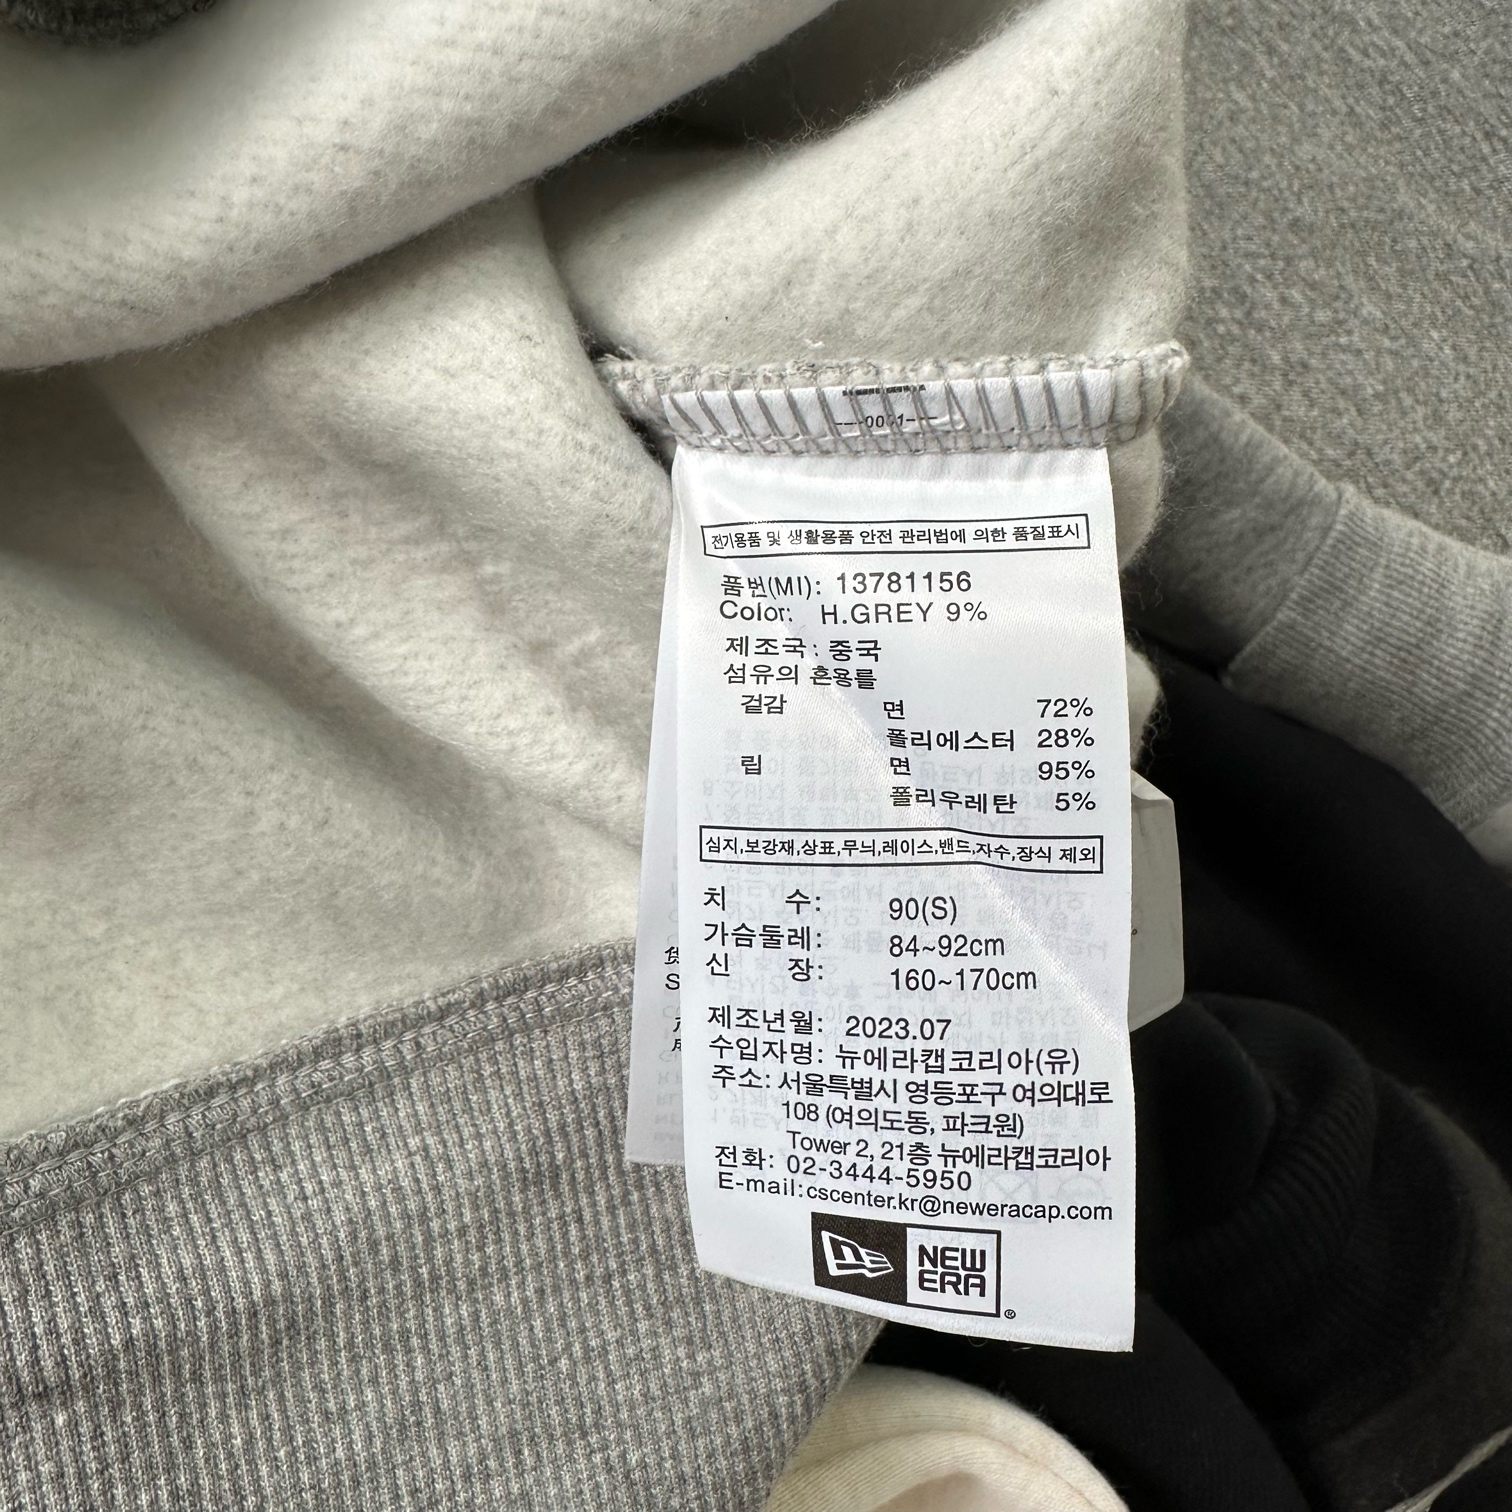 --0001--
전기용품 및 생활용품 안전 관리법에 의한 품질표시
품번(MI): 13781156
Color: H.GREY 9%
제조국: 중국
섬유의 혼용률
겉감 면 72%
폴리에스터 28%
립 면 95%
폴리우레탄 5%
심지,보강재,상표,무늬,레이스,밴드,자수,장식 제외
치 수: 90(S)
가슴둘레: 84~92cm
신 장: 160~170cm
제조년월: 2023.07
수입자명: 뉴에라캡코리아(유)
주소: 서울특별시 영등포구 여의대로
108 (여의도동, 파크원)
Tower 2, 21층 뉴에라캡코리아
전화: 02-3444-5950
E-mail:cscenter.kr@neweracap.com
NEW
ERA
®